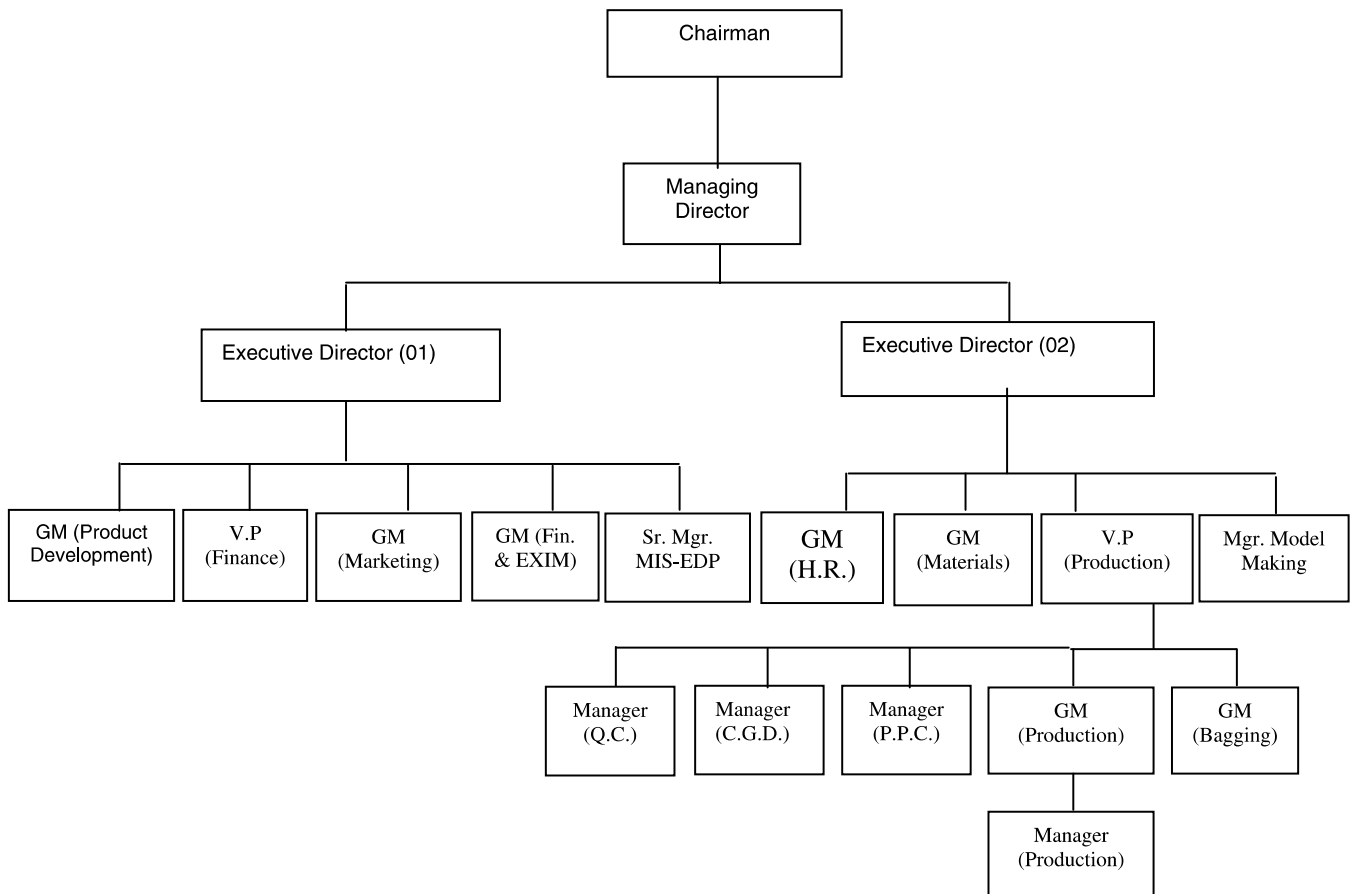 Chairman
Managing
Director
Executive Director (01)
Executive Director (02)
GM (Product
Development)
V.P
(Finance)
GM
(Marketing)
GM (Fin.
& EXIM)
Sr. Mgr.
MIS-EDP
GM
(H.R.)
GM
(Materials)
V.P
(Production)
Mgr. Model
Making
Manager
(Q.C.)
Manager
(C.G.D.)
Manager
(P.P.C.)
GM
(Production)
GM
(Bagging)
Manager
(Production)